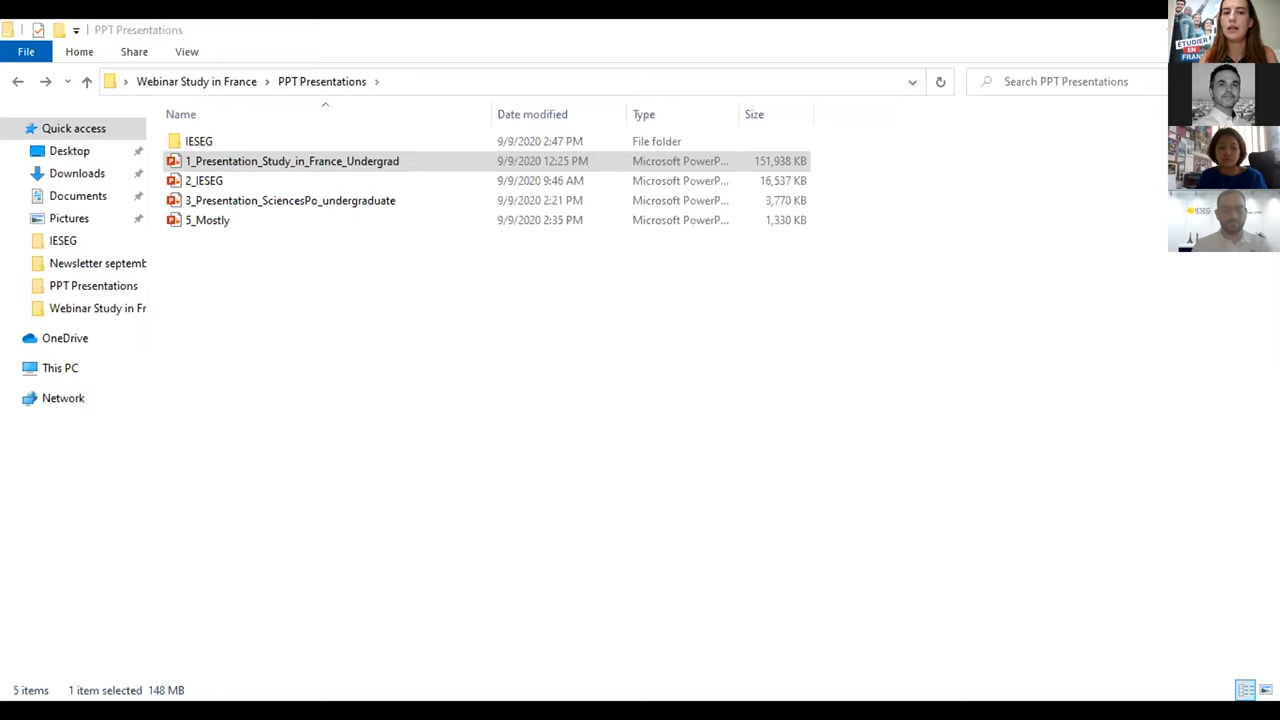 PPT Presentations
File Home Share View
Webinar Study in France PPT Presentations
Search PPT Presentations
Name Date modified Type Size
Quick access
Desktop
Downloads
Documents
Pictures
IESEG
Newsletter septemb
PPT Presentations
Webinar Study in Fr
OneDrive
This PC
Network
IESEG 9/9/2020 2:47 PM File folder
1_Presentation_Study_in_France_Undergrad 9/9/2020 12:25 PM Microsoft PowerP... 151,938 KB
2_IESEG 9/9/2020 9:46 AM Microsoft PowerP... 16,537 KB
3_Presentation_SciencesPo_undergraduate 9/9/2020 2:21 PM Microsoft PowerP... 3,770 KB
5_Mostly 9/9/2020 2:35 PM Microsoft PowerP... 1,330 KB
5 items 1 item selected 148 MB
ÉTUDIER
EN
FRAN
IESEG